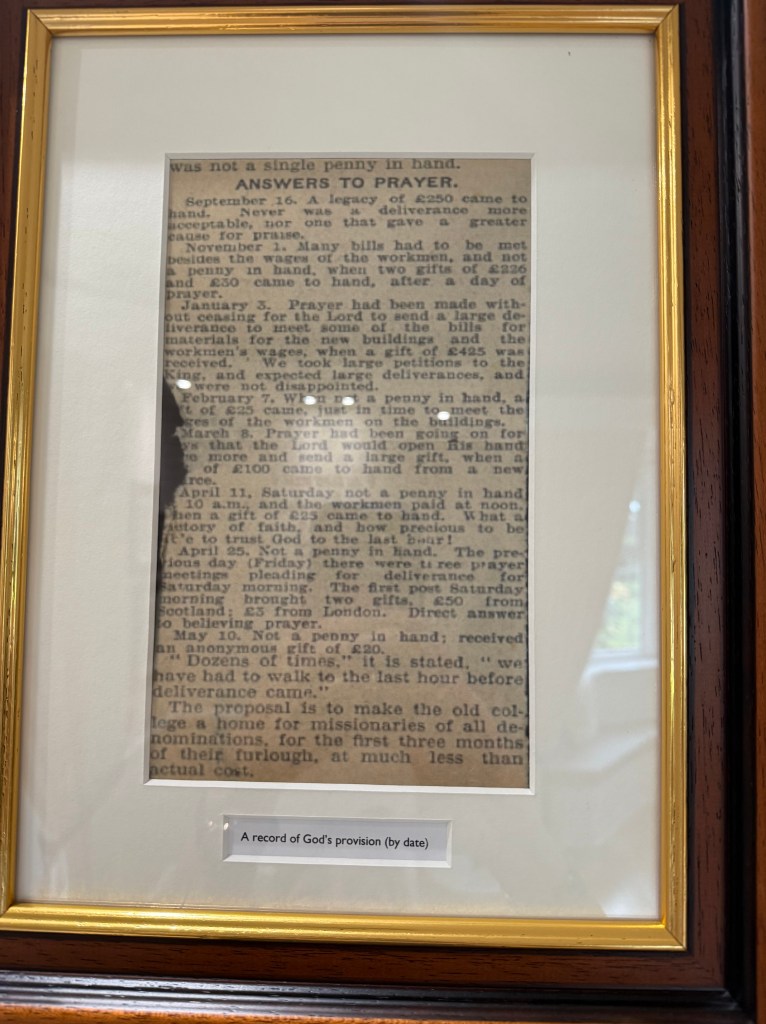 was not a single penny in hand.
ANSWERS TO PRAYER.
September 16. A legacy of £250 came to
hand. Never was a deliverance more
acceptable, nor one that gave a greater
cause for praise.
November 1. Many bills had to be met
besides the wages of the workmen, and not
a penny in hand, when two gifts of £226
and £30 came to hand, after a day of
prayer.
January 3. Prayer had been made with-
out ceasing for the Lord to send a large de-
liverance to meet some of the bills for
materials for the new buildings and the
workmen's wages, when a gift of £425 was
received. ' We took large petitions to the
King, and expected large deliverances, and
were not disappointed.
February 7. When not a penny in hand, a
of £25 came, just in time to meet the
of the workmen on the buildings.
March 8. Prayer had been going on for
that the Lord would open His hand
more and send a large gift, when a
of £100 came to hand from a new
April 11, Saturday not a penny in hand
10 a.m., and the workmen paid at noon,
when a gift of £25 came to hand. What a
victory of faith, and how precious to be
to trust God to the last hour!
April 25. Not a penny in hand. The pre-
vious day (Friday) there were three prayer
meetings pleading for deliverance for
Saturday morning. The first post Saturday
morning brought two gifts, £50 from
Scotland; £3 from London. Direct answer
to believing prayer.
May 10. Not a penny in hand; received
an anonymous gift of £20.
"Dozens of times," it is stated, "we
have had to walk to the last hour before
deliverance came."
The proposal is to make the old col-
lege a home for missionaries of all de-
nominations, for the first three months
of their furlough, at much less than
actual cost.
A record of God's provision (by date)